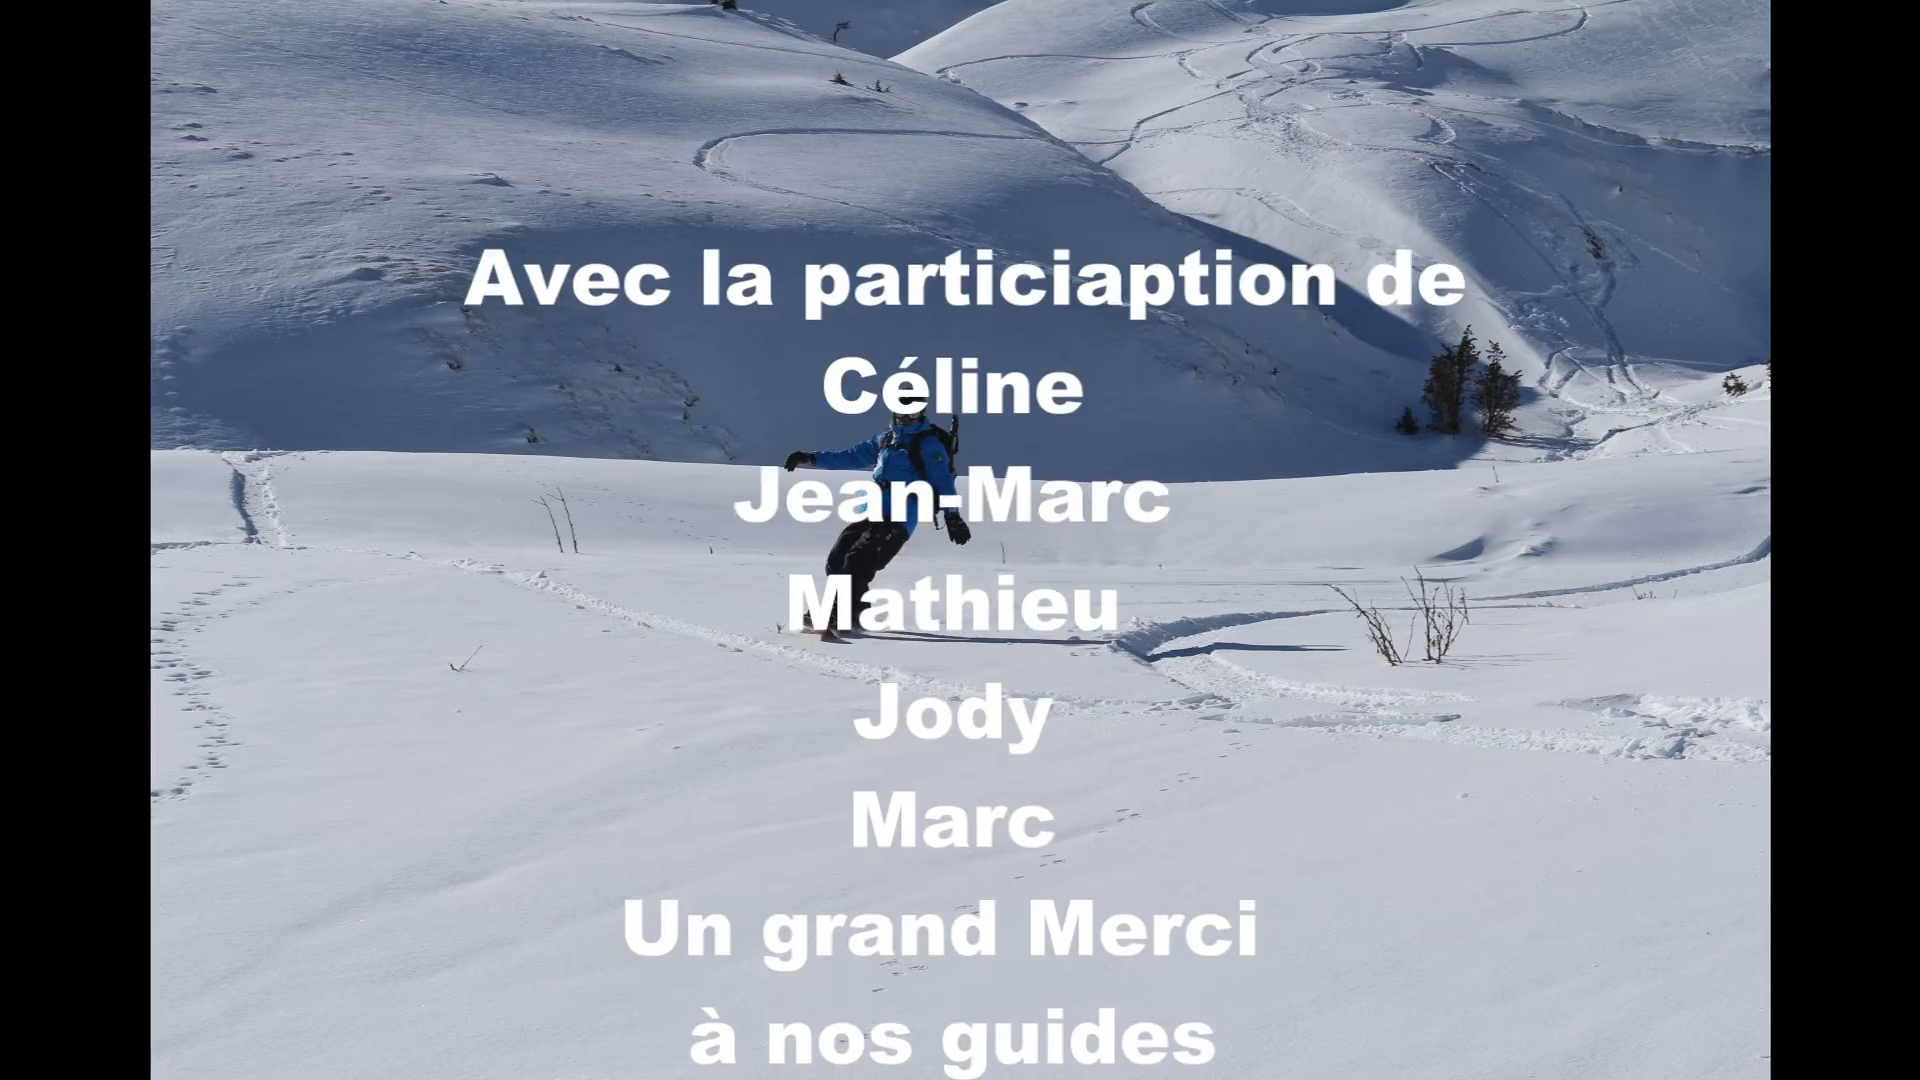 Avec la particiaption de
Céline
Jean-Marc
Mathieu
Jody
Marc
Un grand Merci
à nos guides